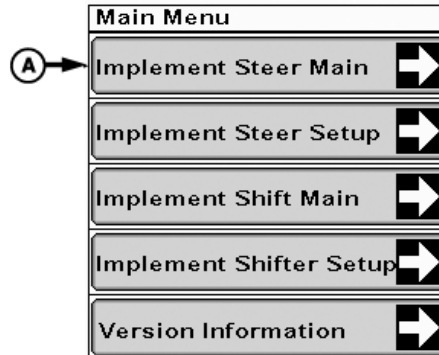 Main Menu
A
Implement Steer Main
Implement Steer Setup
Implement Shift Main
Implement Shifter Setup
Version Information